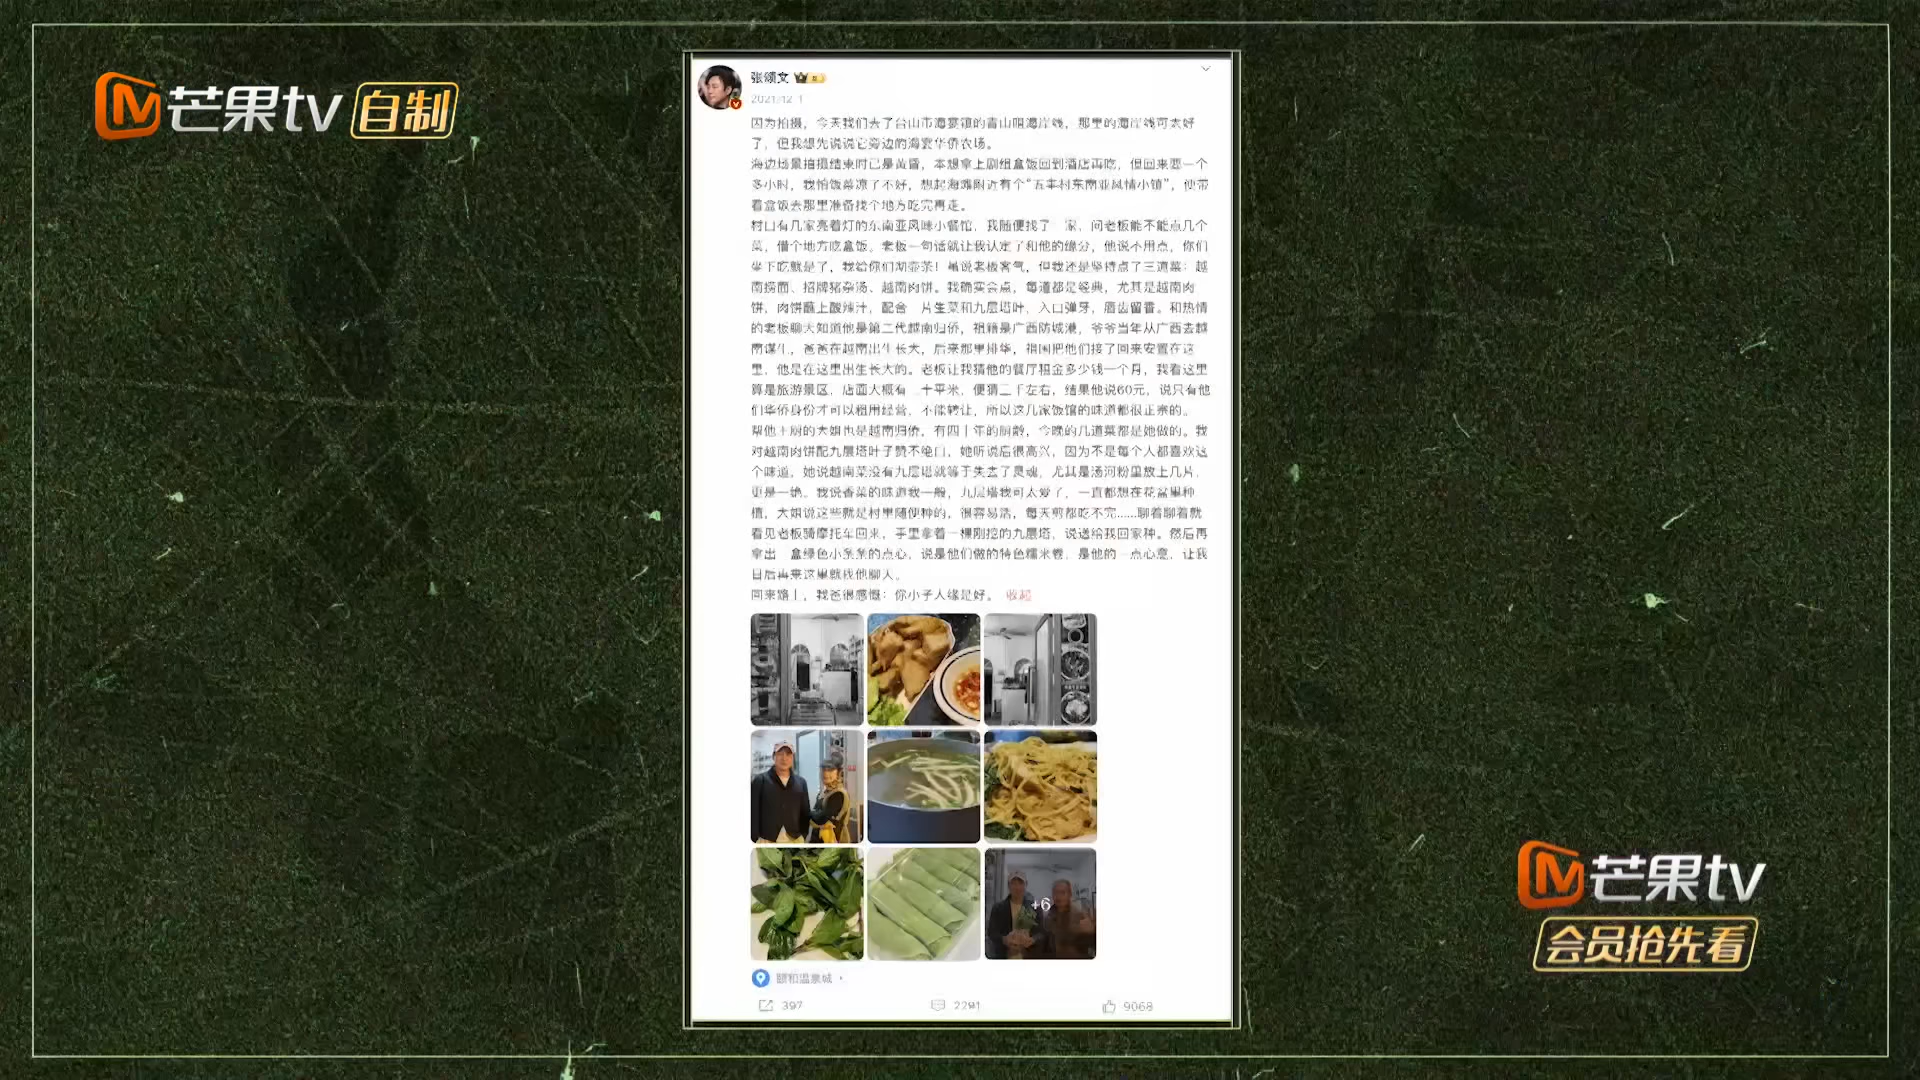 芒果tv 自制
张颂文
2021/12/1
因为拍摄，今天我们去了台山市海宴镇的青山咀海岸线，那里的海岸线可太好
了，但我想先说说它旁边的海宴华侨农场。
海边场景拍摄结束时已是黄昏，本想拿上剧组盒饭回到酒店再吃，但回来要一个
多小时，我怕饭菜凉了不好，想起海滩附近有个“五丰村东南亚风情小镇”，便带
着盒饭去那里准备找个地方吃完再走。
村口有几家亮着灯的东南亚风味小餐馆，我随便找了一家，问老板能不能点几个
菜，借个地方吃盒饭。老板一句话就让我认定了和他的缘分，他说不用点，你们
坐下吃就是了，我给你们沏壶茶！虽说老板客气，但我还是坚持点了三道菜：越
南捞面、招牌猪杂汤、越南肉饼。我确实会点，每道都是经典，尤其是越南肉
饼，肉饼蘸上酸辣汁，配合一片生菜和九层塔叶，入口弹牙，唇齿留香。和热情
的老板聊天知道他是第二代越南归侨，祖籍是广西防城港，爷爷当年从广西去越
南谋生，爸爸在越南出生长大，后来那里排华，祖国把他们接了回来安置在这
里，他是在这里出生长大的。老板让我猜他的餐厅租金多少钱一个月，我看这里
算是旅游景区，店面大概有二十平米，便猜二千左右，结果他说60元，说只有他
们华侨身份才可以租用经营，不能转让，所以这几家饭馆的味道都很正宗的。
帮他下厨的大姐也是越南归侨，有四十年的厨龄，今晚的几道菜都是她做的。我
对越南肉饼配九层塔叶子赞不绝口，她听说后很高兴，因为不是每个人都喜欢这
个味道，她说越南菜没有九层塔就等于失去了灵魂，尤其是汤河粉里放上几片，
更是一绝。我说香菜的味道我一般，九层塔我可太爱了，一直都想在花盆里种
植，大姐说这些就是村里随便种的，很容易活，每天剪都吃不完……聊着聊着就
看见老板骑摩托车回来，手里拿着一棵刚挖的九层塔，说送给我回家种。然后再
拿出一盒绿色小条条的点心，说是他们做的特色糯米卷，是他的一点心意，让我
日后再来这里就找他聊天。
回来路上，我爸很感慨：你小子人缘是好。 收起
+6
颐和温泉城
397 2291 9068
芒果tv
会员抢先看